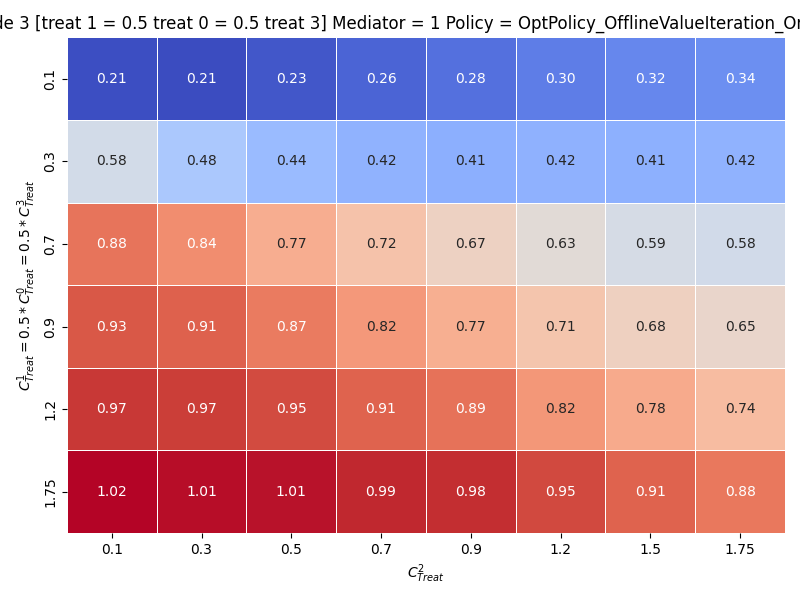 de 3 [treat 1 = 0.5 treat 0 = 0.5 treat 3] Mediator = 1 Policy = OptPolicy_OfflineValueIteration_Or
0.1 0.21 0.21 0.23 0.26 0.28 0.30 0.32 0.34
0.3 0.58 0.48 0.44 0.42 0.41 0.42 0.41 0.42
0.7 0.88 0.84 0.77 0.72 0.67 0.63 0.59 0.58
0.9 0.93 0.91 0.87 0.82 0.77 0.71 0.68 0.65
1.2 0.97 0.97 0.95 0.91 0.89 0.82 0.78 0.74
1.75 1.02 1.01 1.01 0.99 0.98 0.95 0.91 0.88
0.1 0.3 0.5 0.7 0.9 1.2 1.5 1.75
C^1_{Treat} = 0.5 * C^0_{Treat} = 0.5 * C^3_{Treat}
C^2_{Treat}